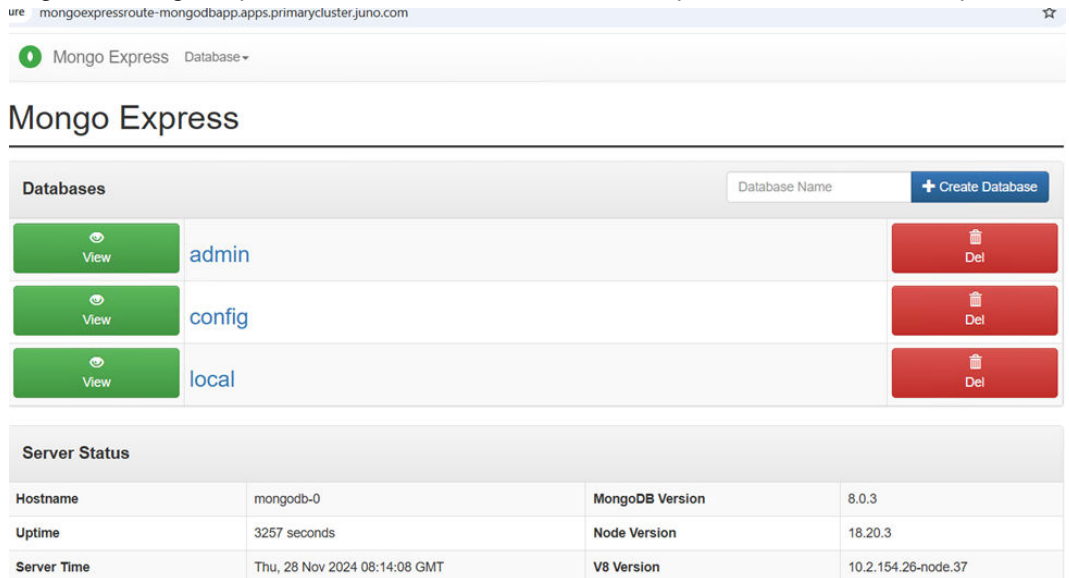 ure mongoexpressroute-mongodbapp.apps.primarycluster.juno.com
Mongo Express Database
Mongo Express
Databases Database Name + Create Database
View admin Del
View config Del
View local Del
Server Status
Hostname mongodb-0 MongoDB Version 8.0.3
Uptime 3257 seconds Node Version 18.20.3
Server Time Thu, 28 Nov 2024 08:14:08 GMT V8 Version 10.2.154.26-node.37